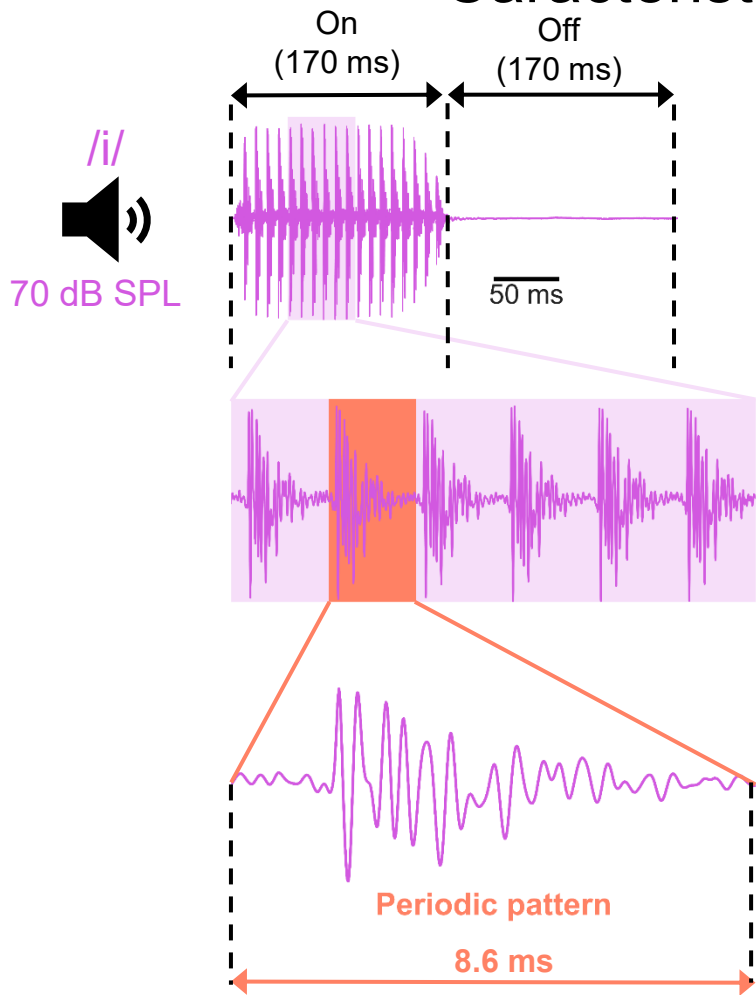 On
(170 ms)
Off
(170 ms)
/i/
70 dB SPL
50 ms
Periodic pattern
8.6 ms